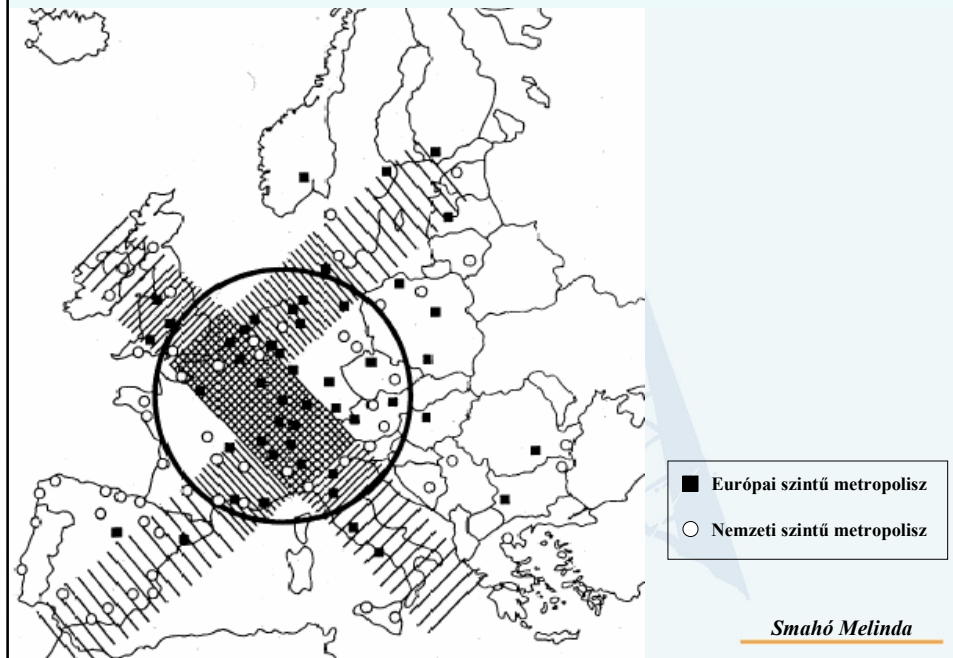 Európai szintű metropolisz
Nemzeti szintű metropolisz
Smahó Melinda